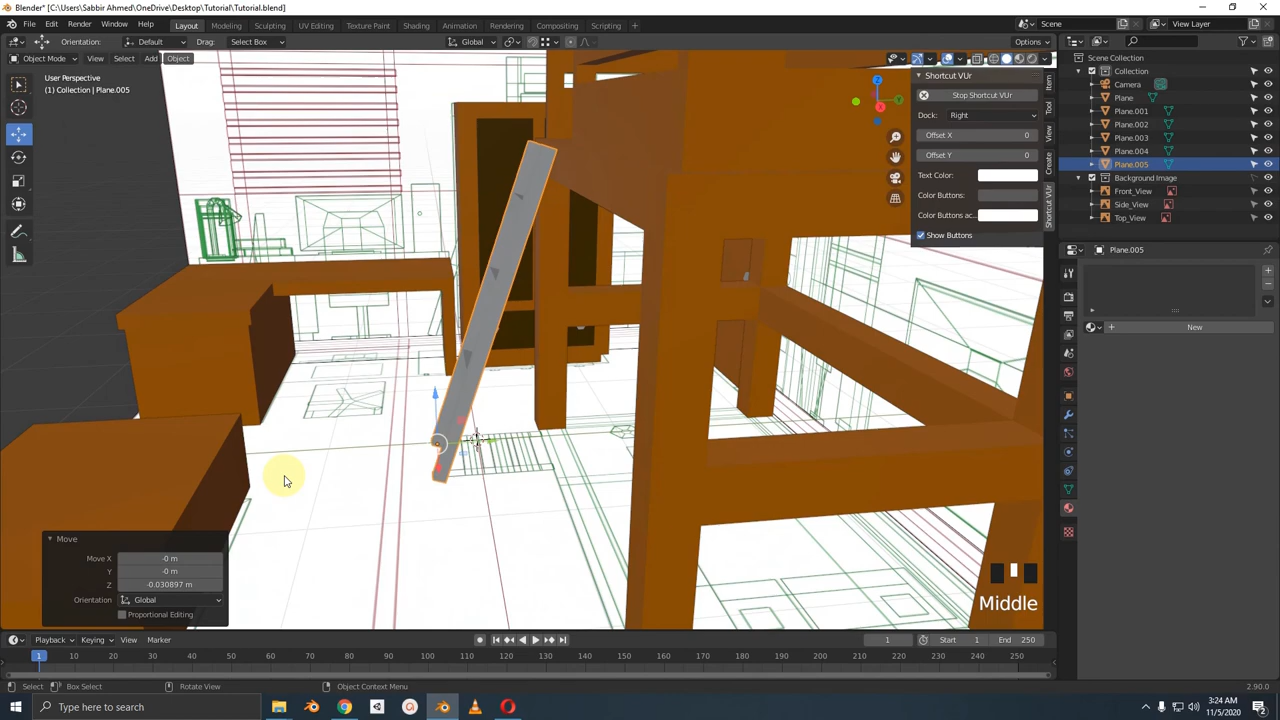 Blender* [C:\Users\Sabbir Ahmed\OneDrive\Desktop\Tutorial\Tutorial.blend]
File Edit Render Window Help Layout Modeling Sculpting UV Editing Texture Paint Shading Animation Rendering Compositing Scripting + Scene View Layer
Orientation: Default Drag: Select Box Global Options
Object Mode View Select Add Object
User Perspective
(1) Collection | Plane.005
Shortcut VUr
Stop Shortcut VUr
Dock: Right
Offset X 0
Offset Y 0
Text Color:
Color Buttons:
Color Buttons ac...
Show Buttons
Item
Tool
View
Create
Shortcut VUr
Scene Collection
Collection
Camera
Plane
Plane.001
Plane.002
Plane.003
Plane.004
Plane.005
Background Image
Front_View
Side_View
Top_View
Plane.005
New
Move
Move X -0 m
Y -0 m
Z -0.030897 m
Orientation Global
Proportional Editing
Middle
Playback Keying View Marker 1 Start 1 End 250
1 10 20 30 40 50 60 70 80 90 100 110 120 130 140 150 160 170 180 190 200 210 220 230 240 250
Select Box Select Rotate View Object Context Menu 2.90.0
Type here to search
3:24 AM
11/5/2020
2